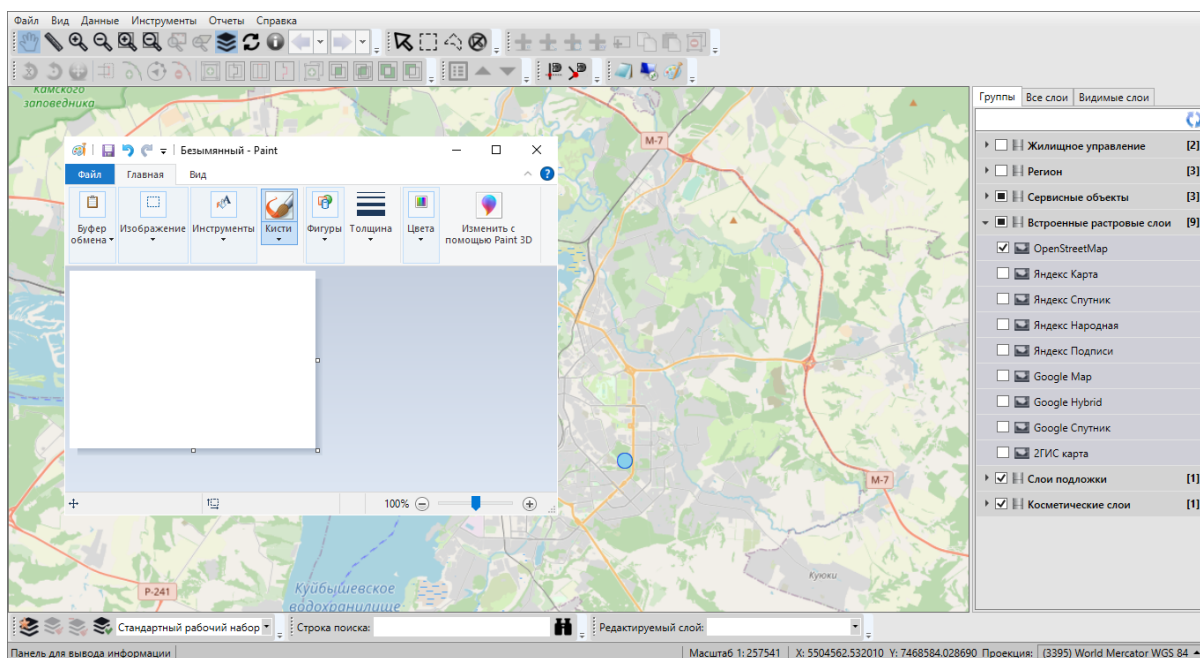 Файл Вид Данные Инструменты Отчеты Справка
Камского
заповедника
М-7
Безымянный - Paint
Файл Главная Вид
Буфер обмена
Изображение
Инструменты
Кисти
Фигуры
Толщина
Цвета
Изменить с помощью Paint 3D
100%
М-7
Р-241
Куйбышевское
водохранилище
Куюки
Группы Все слои Видимые слои
Жилищное управление [2]
Регион [3]
Сервисные объекты [3]
Встроенные растровые слои [9]
OpenStreetMap
Яндекс Карта
Яндекс Спутник
Яндекс Народная
Яндекс Подписи
Google Map
Google Hybrid
Google Спутник
2ГИС карта
Слои подложки [1]
Косметические слои [1]
Стандартный рабочий набор Строка поиска: Редактируемый слой:
Панель для вывода информации Масштаб 1: 257541 X: 5504562.532010 Y: 7468584.028690 Проекция: (3395) World Mercator WGS 84